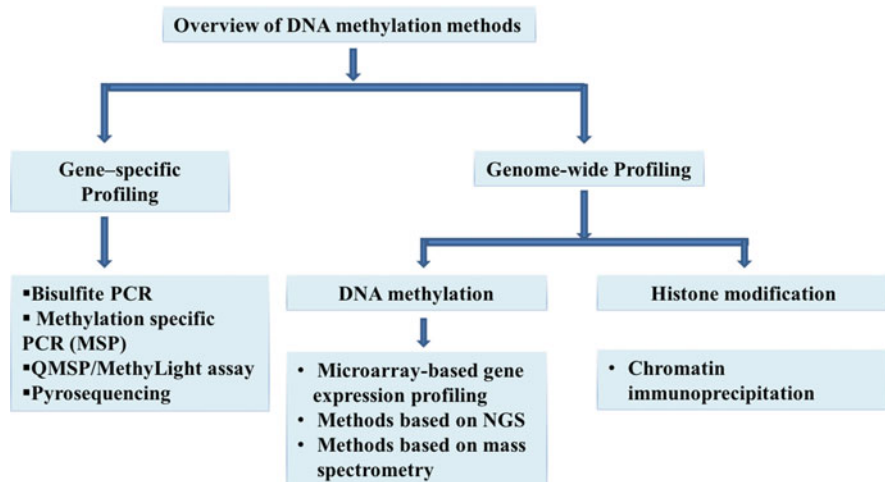 Overview of DNA methylation methods
Gene–specific
Profiling
Genome-wide Profiling
▪Bisulfite PCR
▪ Methylation specific
PCR (MSP)
▪QMSP/MethyLight assay
▪Pyrosequencing
DNA methylation
Histone modification
• Microarray-based gene
expression profiling
• Methods based on NGS
• Methods based on mass
spectrometry
• Chromatin
immunoprecipitation